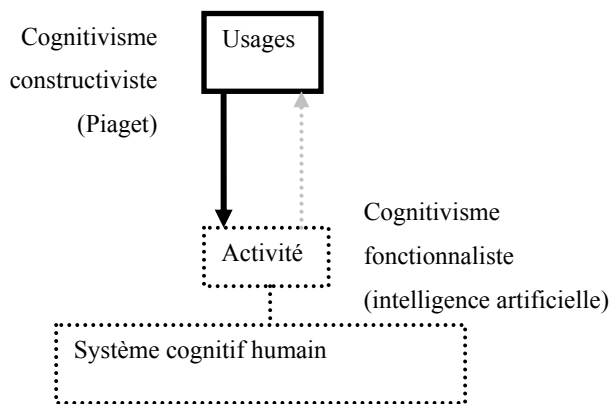 Cognitivisme
constructiviste
(Piaget)
Usages
Activité
Cognitivisme
fonctionnaliste
(intelligence artificielle)
Système cognitif humain